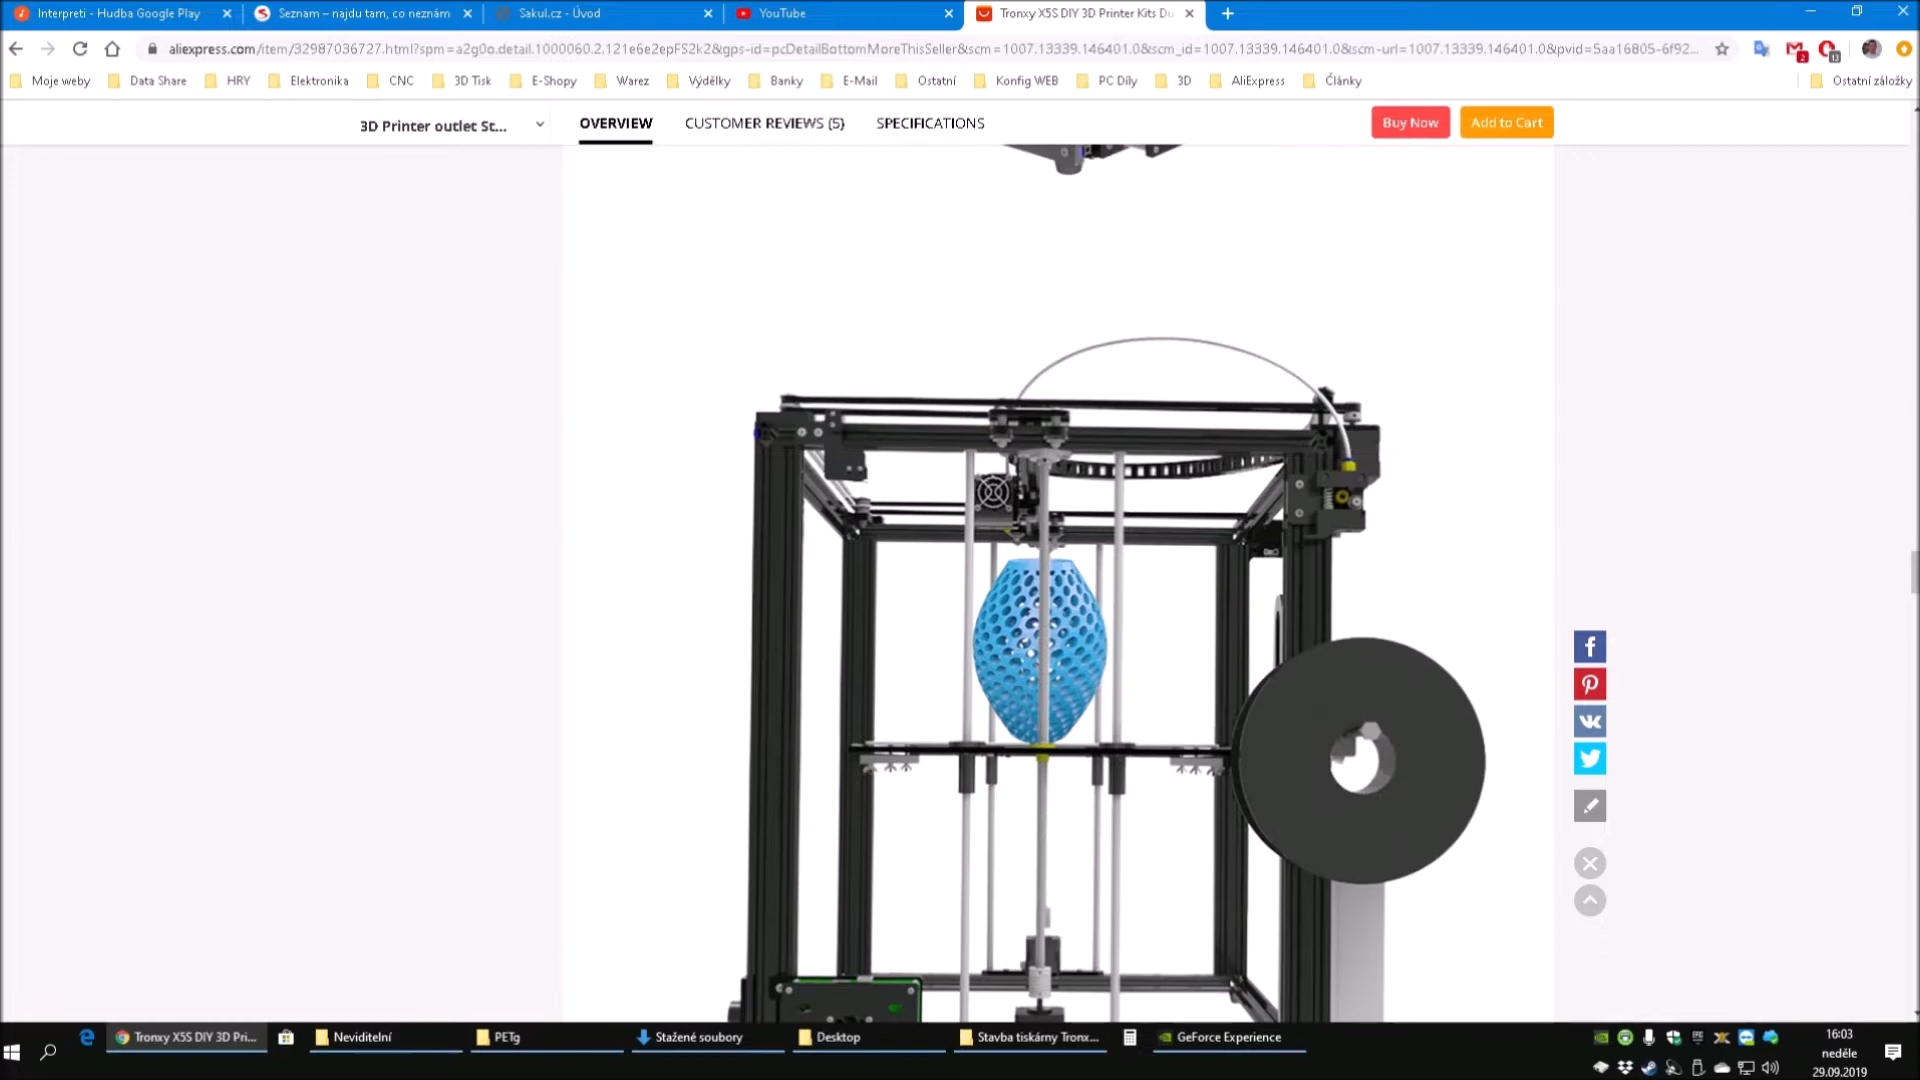 Interpreti - Hudba Google Play
Seznam – najdu tam, co neznám
Sakul.cz - Úvod
YouTube
Tronxy X5S DIY 3D Printer Kits Du
aliexpress.com/item/32987036727.html?spm=a2g0o.detail.1000060.2.121e6e2epFS2k2&gps-id=pcDetailBottomMoreThisSeller&scm=1007.13339.146401.0&scm_id=1007.13339.146401.0&scm-url=1007.13339.146401.0&pvid=5aa16805-6f92...
Moje weby
Data Share
HRY
Elektronika
CNC
3D Tisk
E-Shopy
Warez
Výdělky
Banky
E-Mail
Ostatní
Konfig WEB
PC Díly
3D
AliExpress
Články
Ostatní záložky
3D Printer outlet St...
OVERVIEW
CUSTOMER REVIEWS (5)
SPECIFICATIONS
Buy Now
Add to Cart
Tronxy X5S DIY 3D Pri...
Neviditelní
PETg
Stažené soubory
Desktop
Stavba tiskárny Tronx...
GeForce Experience
16:03
neděle
29.09.2019